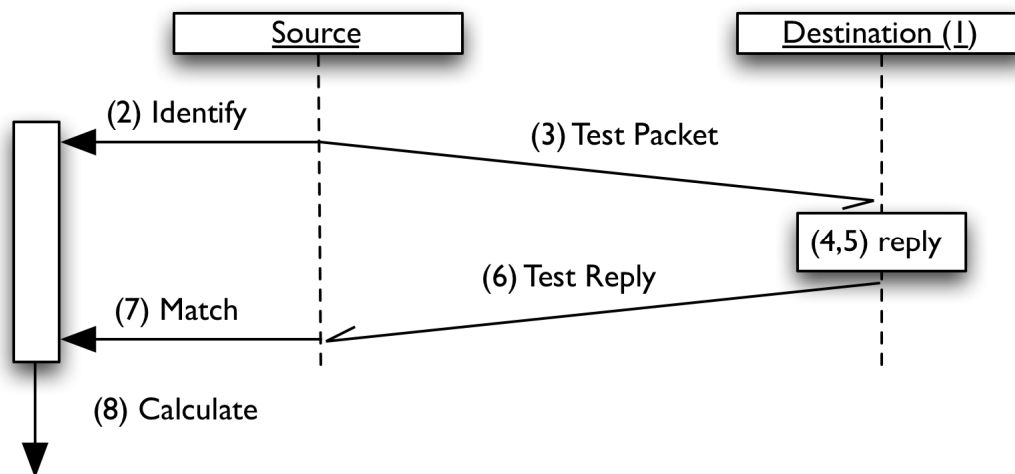 Source
Destination (1)
(2) Identify
(3) Test Packet
(4,5) reply
(6) Test Reply
(7) Match
(8) Calculate